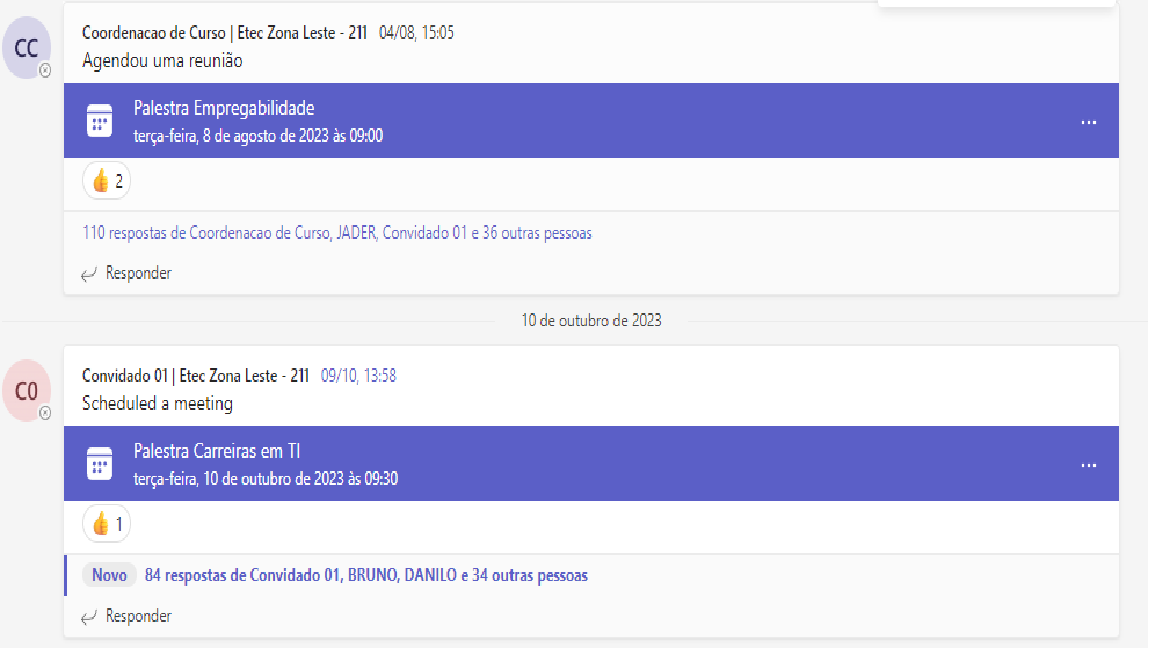 CC
Coordenacao de Curso | Etec Zona Leste - 211 04/08, 15:05
Agendou uma reunião
Palestra Empregabilidade
terça-feira, 8 de agosto de 2023 às 09:00
...
👍 2
110 respostas de Coordenacao de Curso, JADER, Convidado 01 e 36 outras pessoas
Responder
10 de outubro de 2023
C0
Convidado 01 | Etec Zona Leste - 211 09/10, 13:58
Scheduled a meeting
Palestra Carreiras em TI
terça-feira, 10 de outubro de 2023 às 09:30
...
👍 1
Novo 84 respostas de Convidado 01, BRUNO, DANILO e 34 outras pessoas
Responder